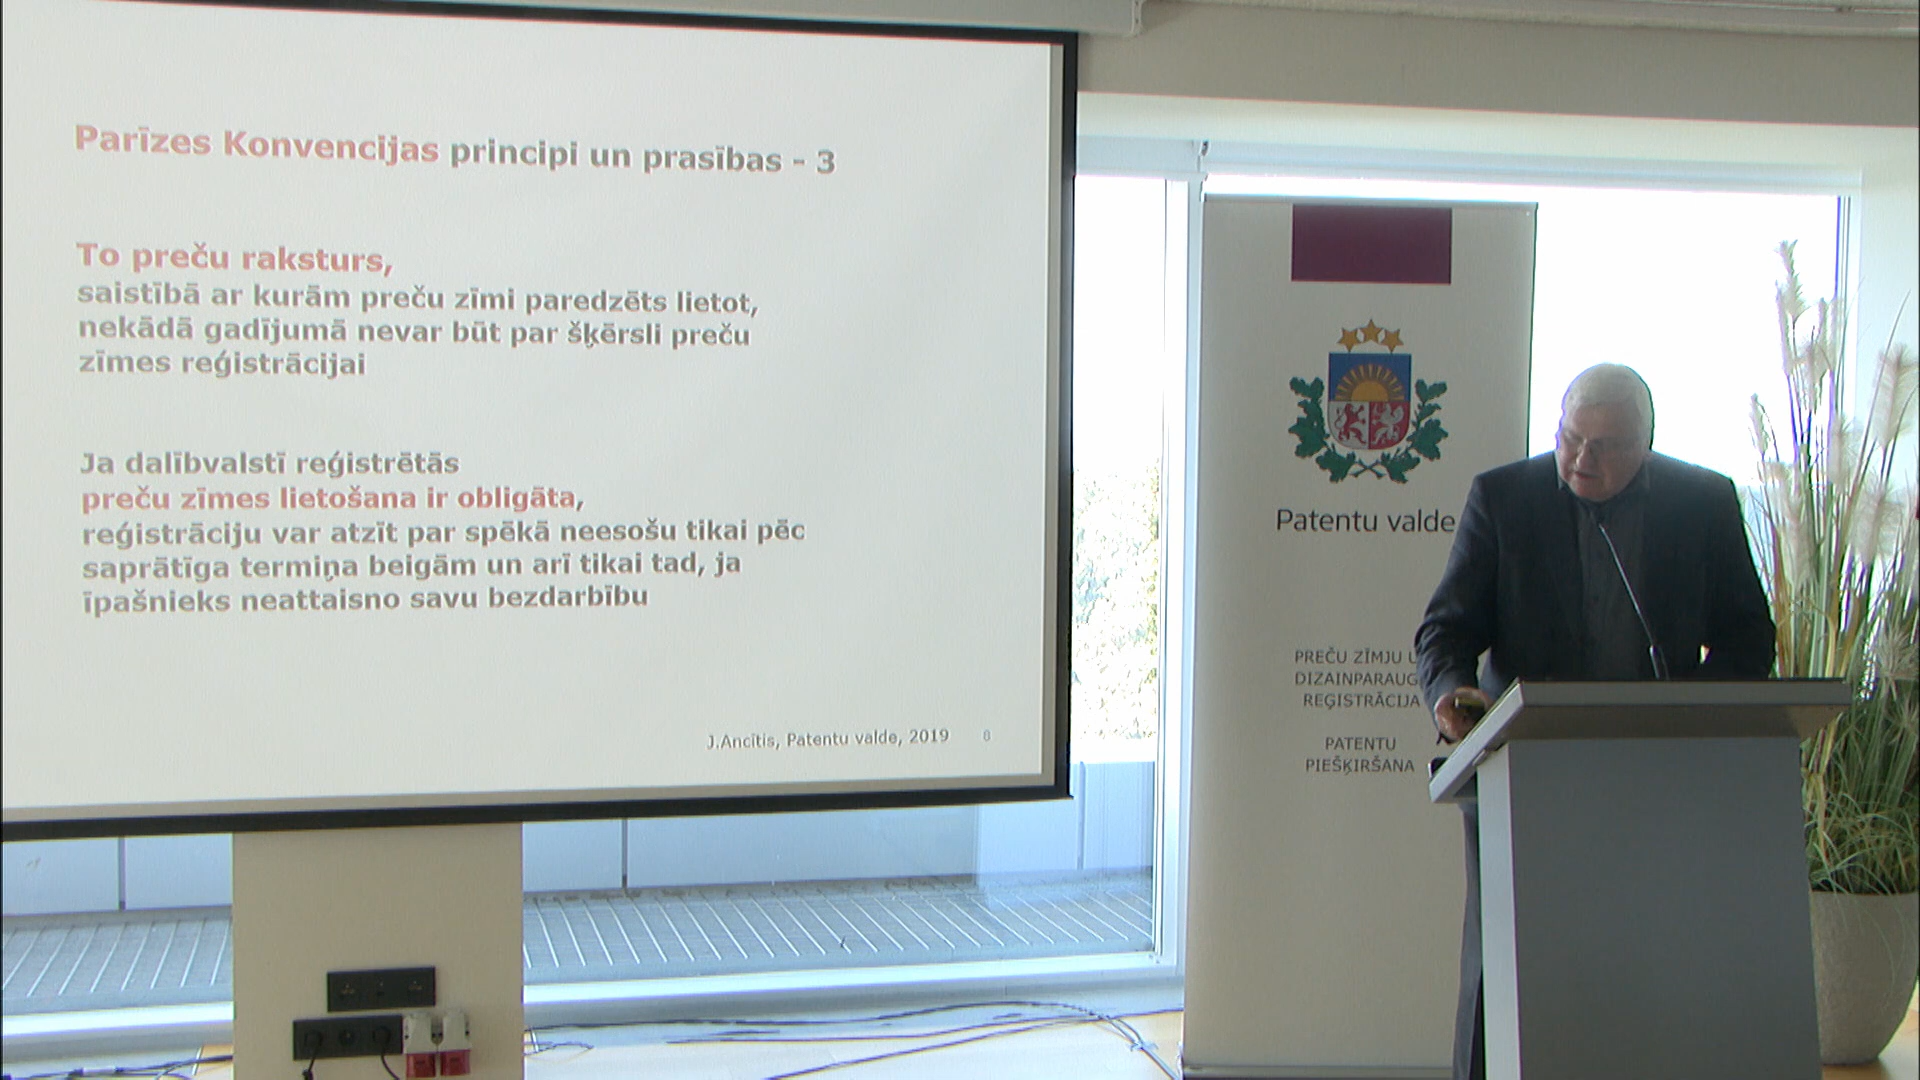 Parīzes Konvencijas principi un prasības - 3
To preču raksturs,
saistībā ar kurām preču zīmi paredzēts lietot,
nekādā gadījumā nevar būt par šķērsli preču
zīmes reģistrācijai
Ja dalībvalstī reģistrētās
preču zīmes lietošana ir obligāta,
reģistrāciju var atzīt par spēkā neesošu tikai pēc
saprātīga termiņa beigām un arī tikai tad, ja
īpašnieks neattaisno savu bezdarbību
J.Ancītis, Patentu valde, 2019 8
Patentu valde
PREČU ZĪMJU U
DIZAINPARAUG
REĢISTRĀCIJA
PATENTU
PIEŠĶIRŠANA